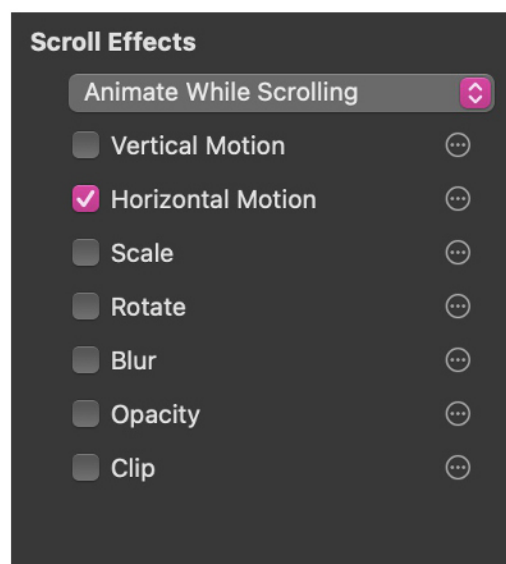 Scroll Effects
Animate While Scrolling
Vertical Motion
Horizontal Motion
Scale
Rotate
Blur
Opacity
Clip